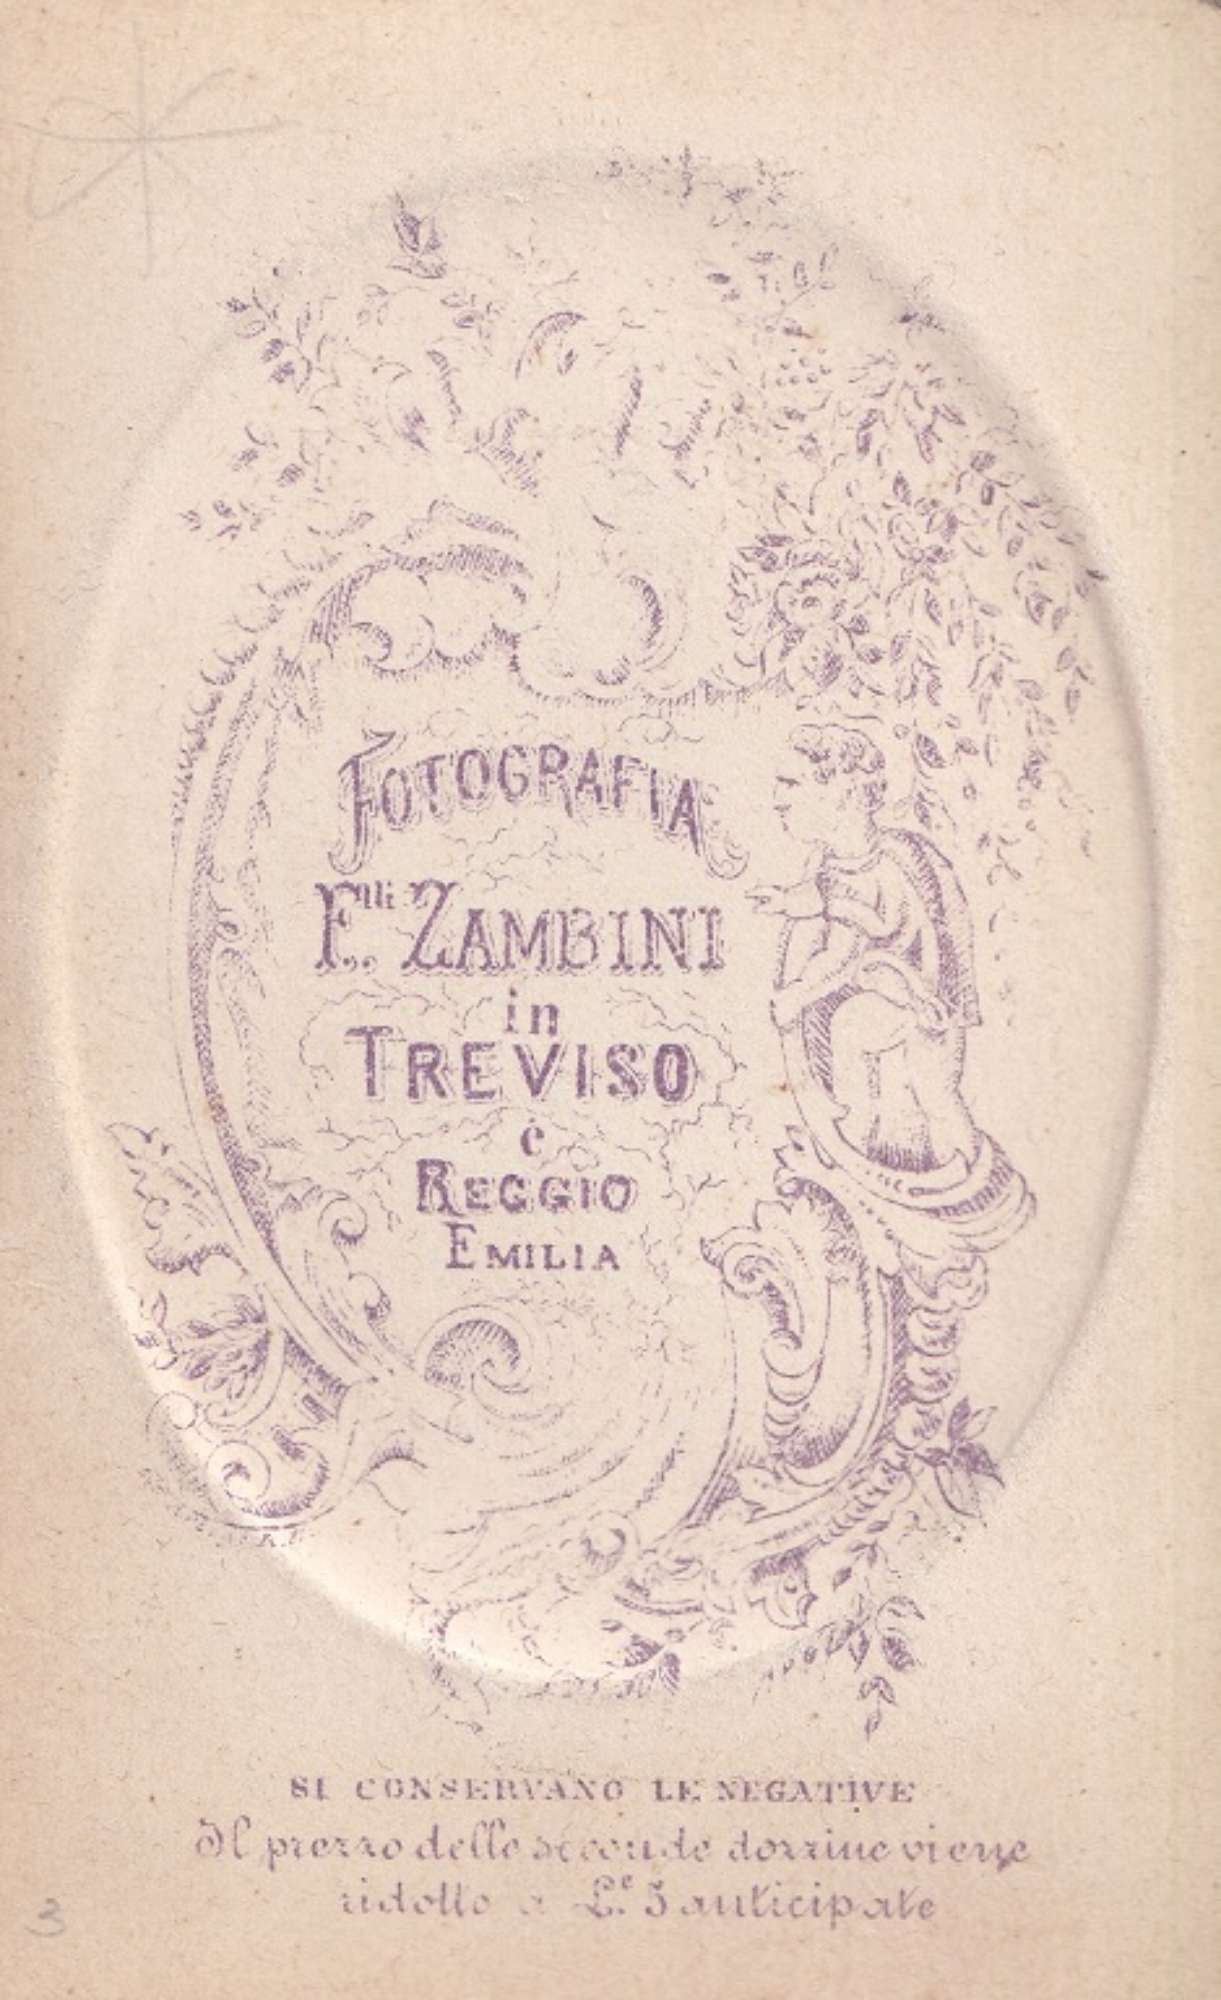 FOTOGRAFIA
F.lli ZAMBINI
in
TREVISO
e
REGGIO
EMILIA
SI CONSERVANO LE NEGATIVE
Il prezzo delle seconde dozzine viene
ridotto a L.e 5 anticipate
3